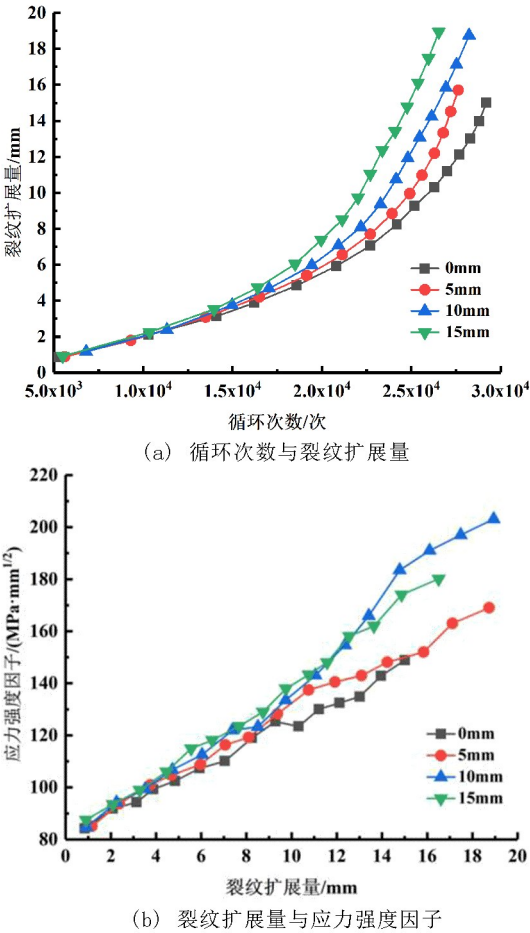 20
18
16
14
12
10
8
6
4
2
0
裂纹扩展量/mm
0mm
5mm
10mm
15mm
5.0x10³ 1.0x10⁴ 1.5x10⁴ 2.0x10⁴ 2.5x10⁴ 3.0x10⁴
循环次数/次
(a) 循环次数与裂纹扩展量
220
200
180
160
140
120
100
80
应力强度因子/(MPa·mm¹ᐟ²)
0mm
5mm
10mm
15mm
0 2 4 6 8 10 12 14 16 18 20
裂纹扩展量/mm
(b) 裂纹扩展量与应力强度因子